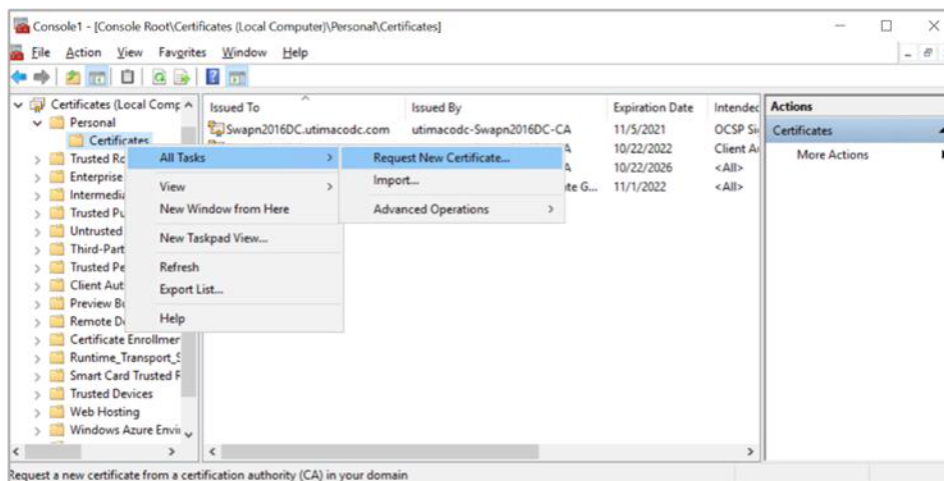 Console1 - [Console Root\Certificates (Local Computer)\Personal\Certificates]
File Action View Favorites Window Help
Certificates (Local Comp
Personal
Certificates
Trusted Ro
Enterprise
Intermedia
Trusted Pu
Untrusted
Third-Part
Trusted Pe
Client Aut
Preview Bu
Remote De
Certificate Enrollmer
Runtime_Transport_S
Smart Card Trusted R
Trusted Devices
Web Hosting
Windows Azure Envir
All Tasks
View
New Window from Here
New Taskpad View...
Refresh
Export List...
Help
Request New Certificate...
Import...
Advanced Operations
Issued To Issued By Expiration Date Intended
Swapn2016DC.utimacodc.com utimacodc-Swapn2016DC-CA 11/5/2021 OCSP Si
A 10/22/2022 Client Au
A 10/22/2026 <All>
te G... 11/1/2022 <All>
Actions
Certificates
More Actions
Request a new certificate from a certification authority (CA) in your domain